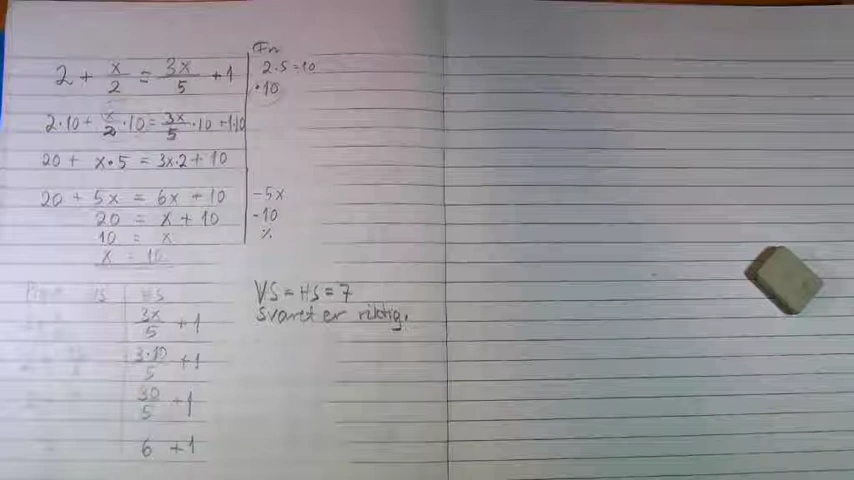 Fn
2 + x/2 = 3x/5 + 1
2·5=10
·10
2·10 + x/2·10 = 3x/5·10 + 1·10
20 + x·5 = 3x·2 + 10
20 + 5x = 6x + 10
-5x
20 = x + 10
-10
10 = x
x = 10
VS HS
VS = HS = 7
3x/5 + 1
Svaret er riktig.
3·10/5 + 1
30/5 + 1
6 + 1